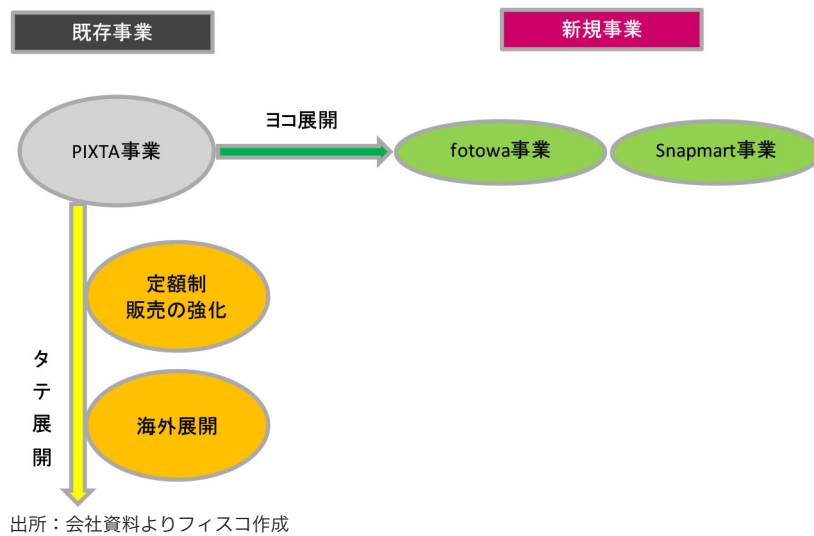 既存事業
新規事業
ヨコ展開
PIXTA事業
fotowa事業
Snapmart事業
定額制
販売の強化
タテ展開
海外展開
出所：会社資料よりフィスコ作成